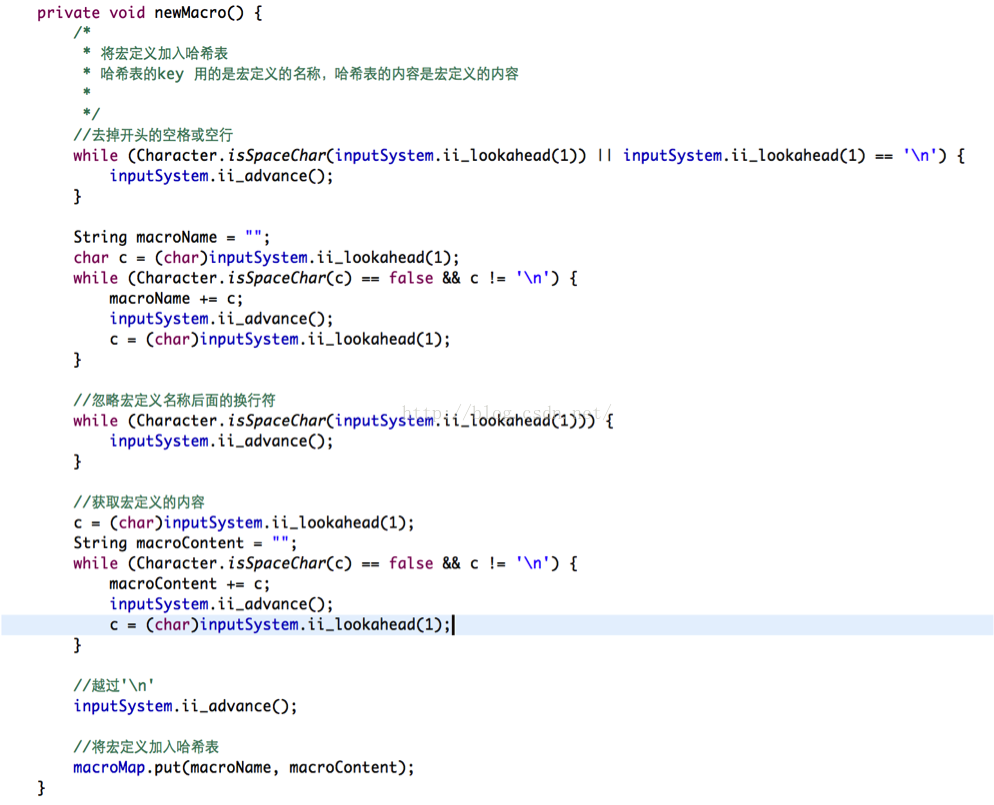 private void newMacro() {
    /*
     * 将宏定义加入哈希表
     * 哈希表的key 用的是宏定义的名称，哈希表的内容是宏定义的内容
     *
     */
    //去掉开头的空格或空行
    while (Character.isSpaceChar(inputSystem.ii_lookahead(1)) || inputSystem.ii_lookahead(1) == '\n') {
        inputSystem.ii_advance();
    }

    String macroName = "";
    char c = (char)inputSystem.ii_lookahead(1);
    while (Character.isSpaceChar(c) == false && c != '\n') {
        macroName += c;
        inputSystem.ii_advance();
        c = (char)inputSystem.ii_lookahead(1);
    }

    //忽略宏定义名称后面的换行符
http://blog.csdn.net/
    while (Character.isSpaceChar(inputSystem.ii_lookahead(1))) {
        inputSystem.ii_advance();
    }

    //获取宏定义的内容
    c = (char)inputSystem.ii_lookahead(1);
    String macroContent = "";
    while (Character.isSpaceChar(c) == false && c != '\n') {
        macroContent += c;
        inputSystem.ii_advance();
        c = (char)inputSystem.ii_lookahead(1);
    }

    //越过'\n'
    inputSystem.ii_advance();

    //将宏定义加入哈希表
    macroMap.put(macroName, macroContent);
}